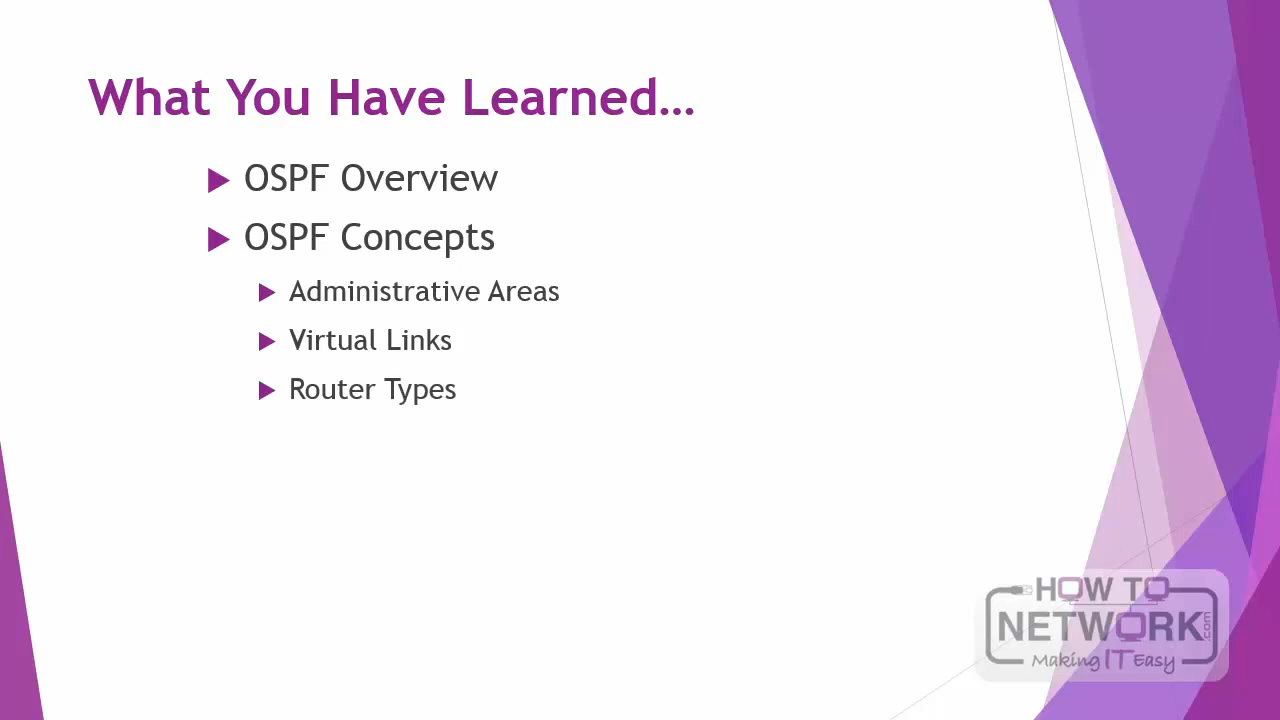 What You Have Learned...
OSPF Overview
OSPF Concepts
Administrative Areas
Virtual Links
Router Types
HOW TO
NETWORK.com
Making IT Easy